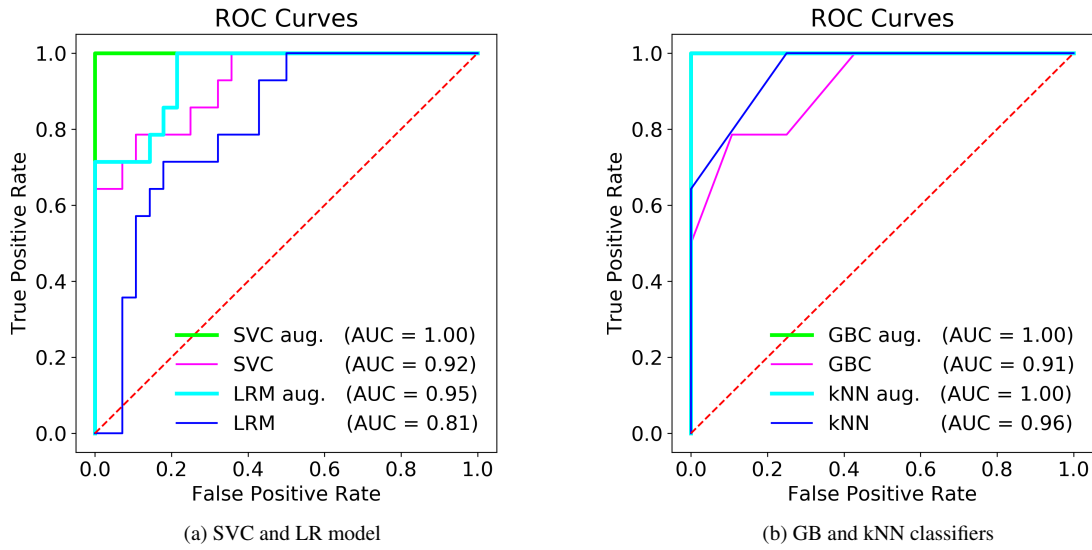 ROC Curves
1.0
0.8
0.6
0.4
0.2
0.0
True Positive Rate
SVC aug. (AUC = 1.00)
SVC (AUC = 0.92)
LRM aug. (AUC = 0.95)
LRM (AUC = 0.81)
0.0 0.2 0.4 0.6 0.8 1.0
False Positive Rate
(a) SVC and LR model
ROC Curves
1.0
0.8
0.6
0.4
0.2
0.0
True Positive Rate
GBC aug. (AUC = 1.00)
GBC (AUC = 0.91)
kNN aug. (AUC = 1.00)
kNN (AUC = 0.96)
0.0 0.2 0.4 0.6 0.8 1.0
False Positive Rate
(b) GB and kNN classifiers